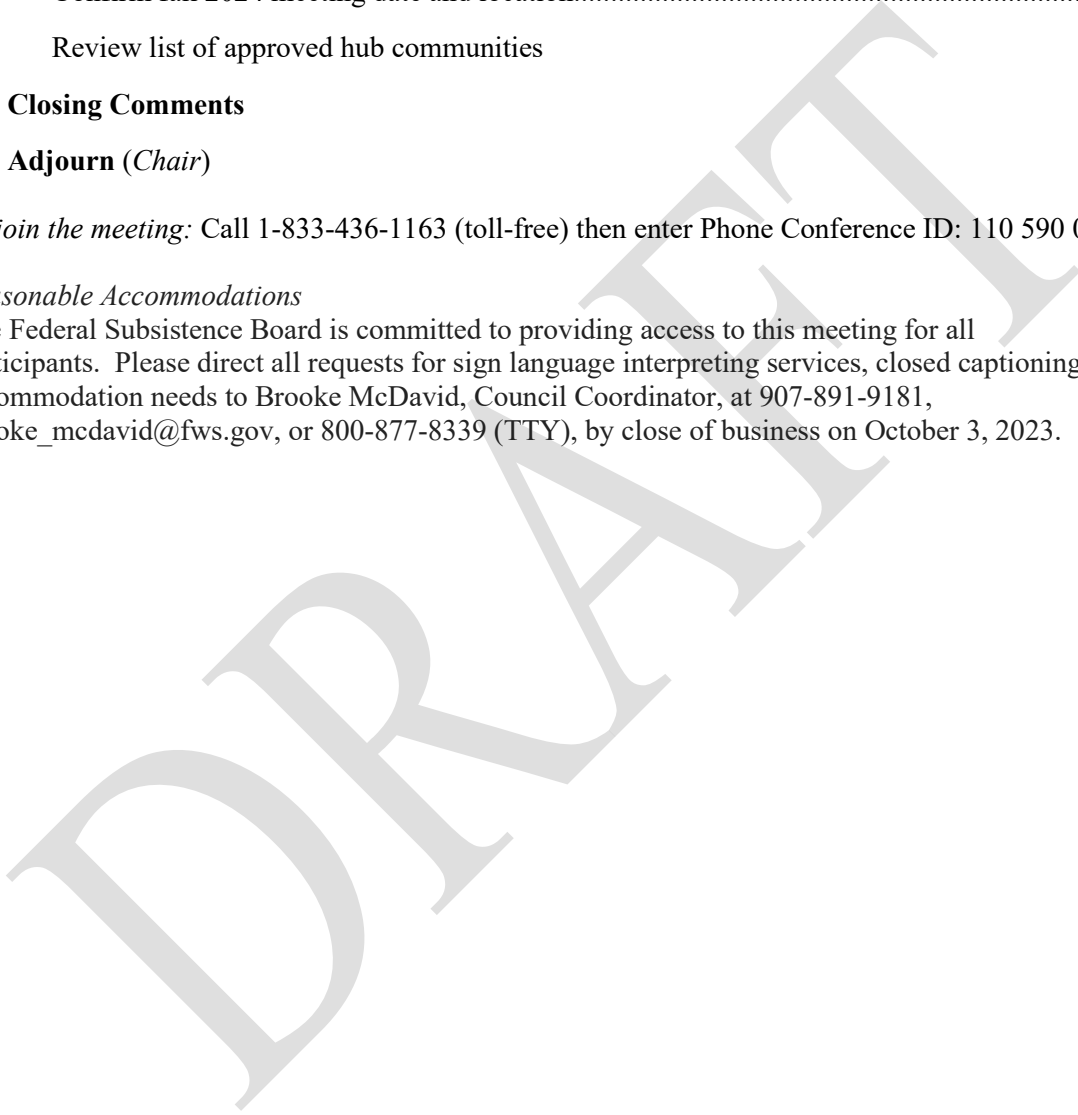 Review list of approved hub communities
Closing Comments
Adjourn (Chair)
join the meeting: Call 1-833-436-1163 (toll-free) then enter Phone Conference ID: 110 590
Accommodations
Federal Subsistence Board is committed to providing access to this meeting for all
Please direct all requests for sign language interpreting services, closed captioning
needs to Brooke McDavid, Council Coordinator, at 907-891-9181,
oke_mcdavid@fws.gov, or 800-877-8339 (TTY), by close of business on October 3, 2023.
DRAFT